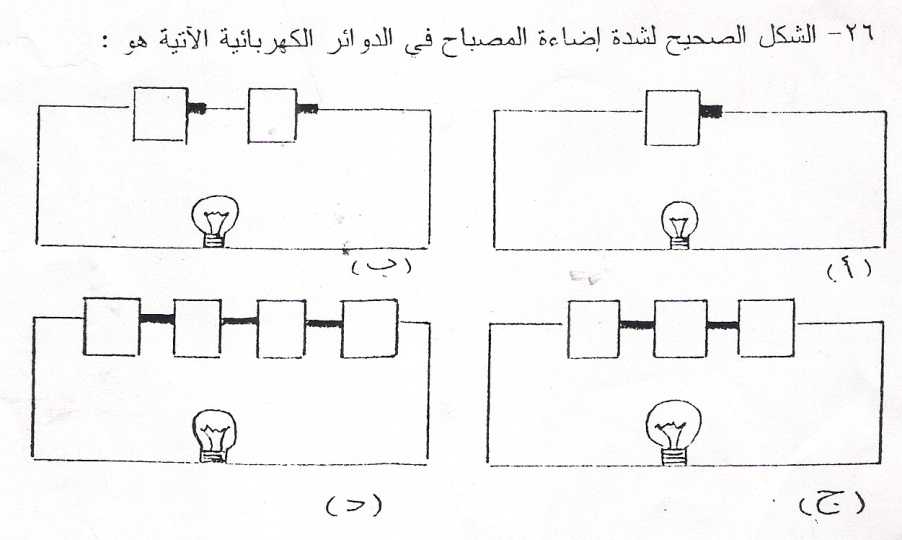 ٢٦- الشكل الصحيح لشدة إضاءة المصباح في الدوائر الكهربائية الآتية هو :
(أ)
(ب)
(ج)
(د)